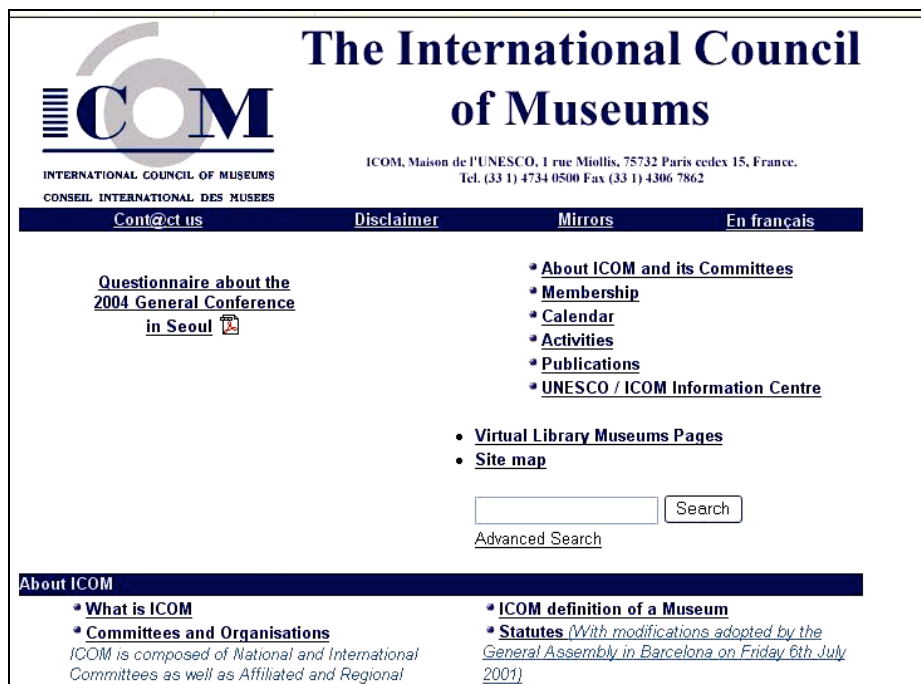 The International Council
of Museums
ICOM
INTERNATIONAL COUNCIL OF MUSEUMS
CONSEIL INTERNATIONAL DES MUSEES
ICOM, Maison de l'UNESCO, 1 rue Miollis, 75732 Paris cedex 15, France.
Tel. (33 1) 4734 0500 Fax (33 1) 4306 7862
Cont@ct us Disclaimer Mirrors En français
Questionnaire about the
2004 General Conference
in Seoul
About ICOM and its Committees
Membership
Calendar
Activities
Publications
UNESCO / ICOM Information Centre
Virtual Library Museums Pages
Site map
Search
Advanced Search
About ICOM
What is ICOM
Committees and Organisations
ICOM is composed of National and International
Committees as well as Affiliated and Regional
ICOM definition of a Museum
Statutes (With modifications adopted by the
General Assembly in Barcelona on Friday 6th July
2001)